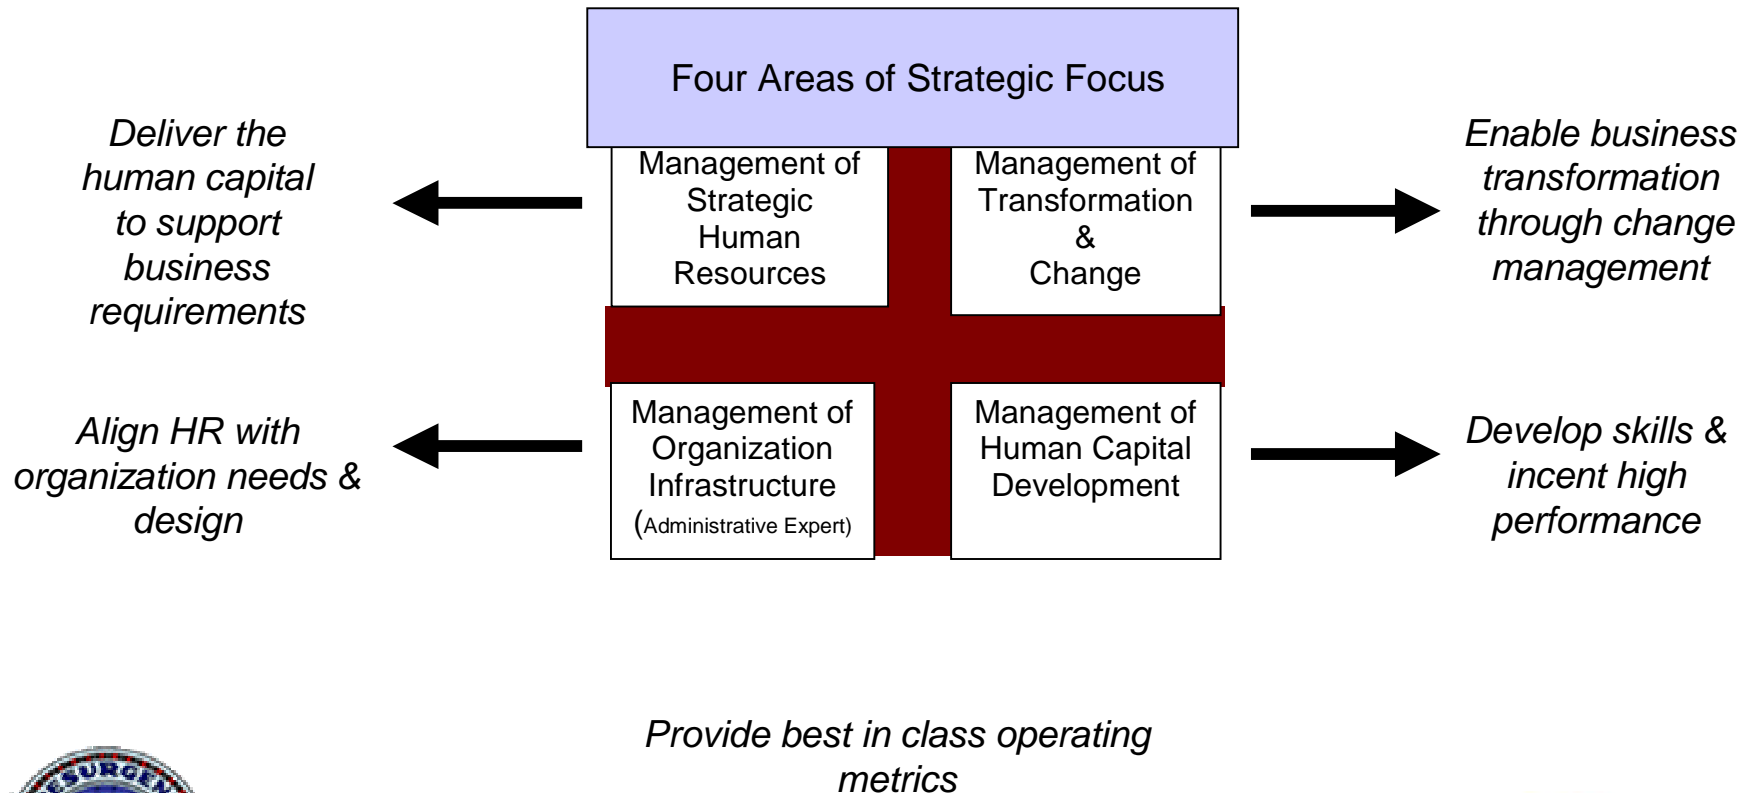 Four Areas of Strategic Focus
Deliver the
human capital
to support
business
requirements
Management of
Strategic
Human
Resources
Management of
Transformation
&
Change
Enable business
transformation
through change
management
Align HR with
organization needs &
design
Management of
Organization
Infrastructure
(Administrative Expert)
Management of
Human Capital
Development
Develop skills &
incent high
performance
Provide best in class operating
metrics